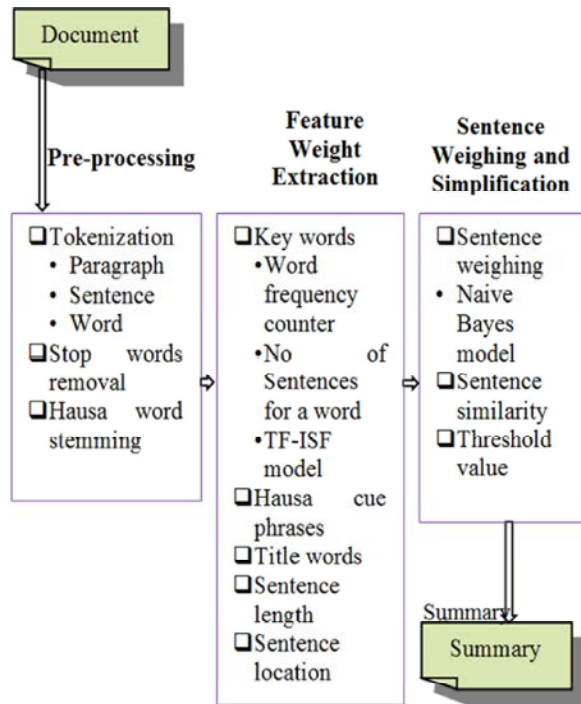 Document
Pre-processing
Tokenization
• Paragraph
• Sentence
• Word
Stop words
removal
Hausa word
stemming
Feature
Weight
Extraction
Key words
•Word
frequency
counter
•No of
Sentences
for a word
•TF-ISF
model
Hausa cue
phrases
Title words
Sentence
length
Sentence
location
Sentence
Weighing and
Simplification
Sentence
weighing
• Naive
Bayes
model
Sentence
similarity
Threshold
value
Summary
Summary